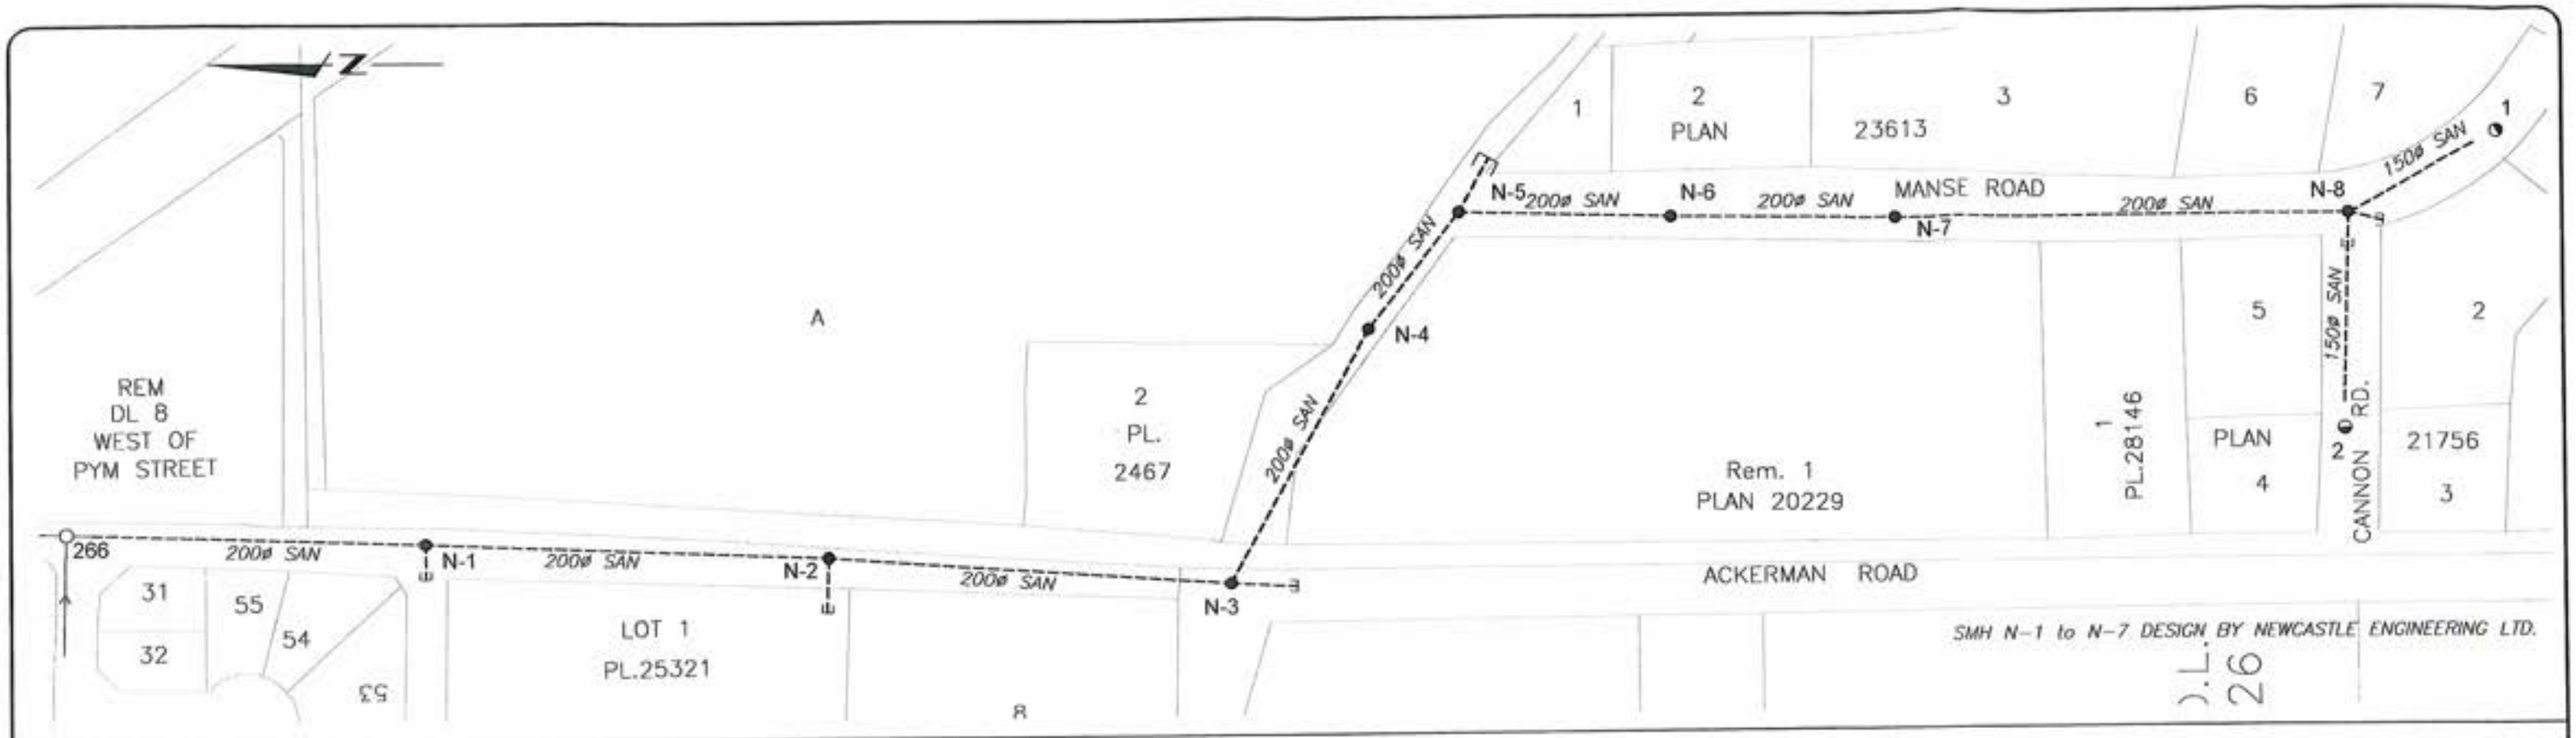 N
1
2
PLAN
23613
3
6
7
1
150ø SAN
N-5
200ø SAN
N-6
200ø SAN
MANSE ROAD
N-7
200ø SAN
N-8
200ø SAN
N-4
A
REM
DL 8
WEST OF
PYM STREET
2
PL.
2467
200ø SAN
Rem. 1
PLAN 20229
1
PL.28146
5
PLAN
4
150ø SAN
2
CANNON RD.
2
21756
3
266
200ø SAN
N-1
200ø SAN
N-2
200ø SAN
N-3
ACKERMAN ROAD
31
32
55
54
53
LOT 1
PL.25321
8
SMH N-1 to N-7 DESIGN BY NEWCASTLE ENGINEERING LTD.
D.L.
26